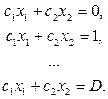 c₁x₁ + c₂x₂ = 0,
c₁x₁ + c₂x₂ = 1,
...
c₁x₁ + c₂x₂ = D.